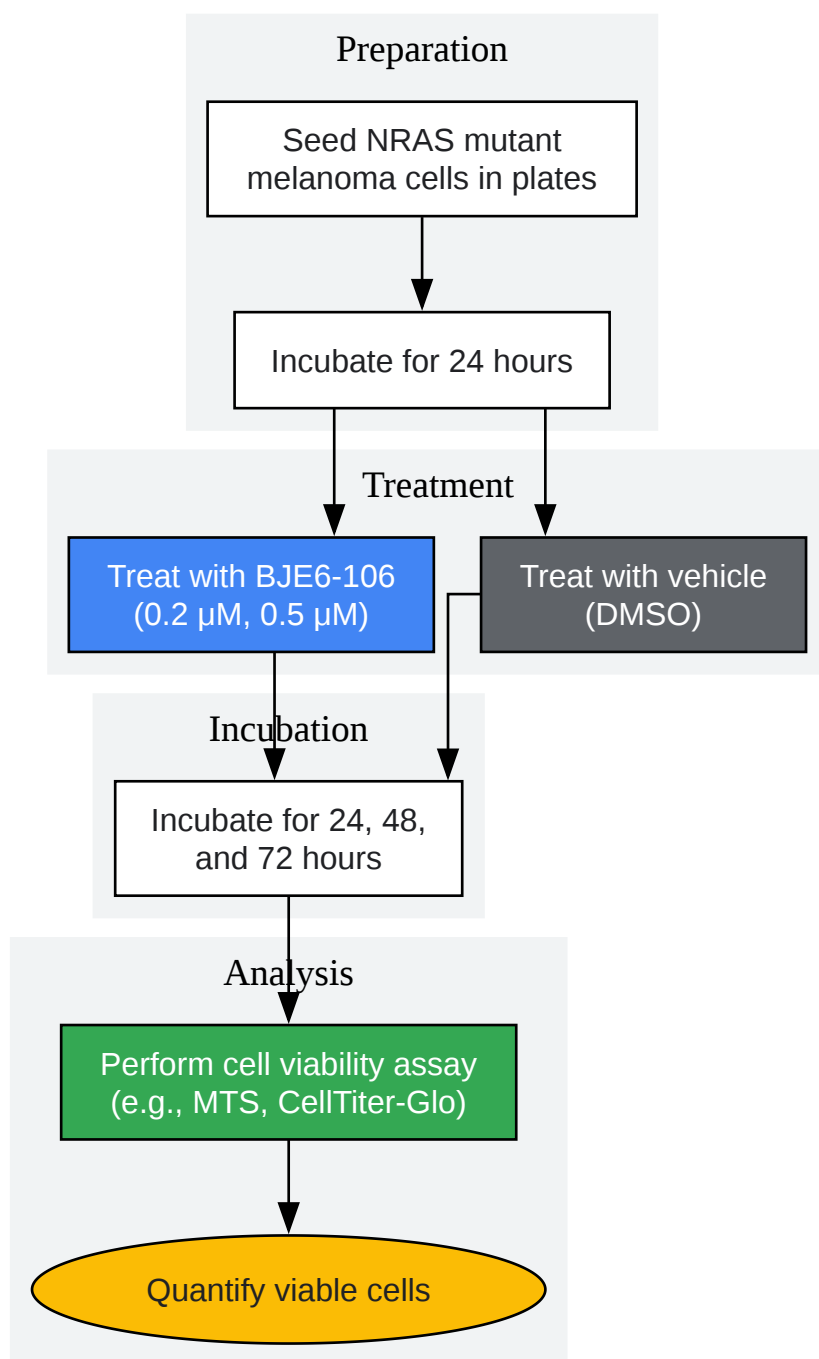 Preparation
Seed NRAS mutant
melanoma cells in plates
Incubate for 24 hours
Treatment
Treat with BJE6-106
(0.2 μM, 0.5 μM)
Treat with vehicle
(DMSO)
Incubation
Incubate for 24, 48,
and 72 hours
Analysis
Perform cell viability assay
(e.g., MTS, CellTiter-Glo)
Quantify viable cells